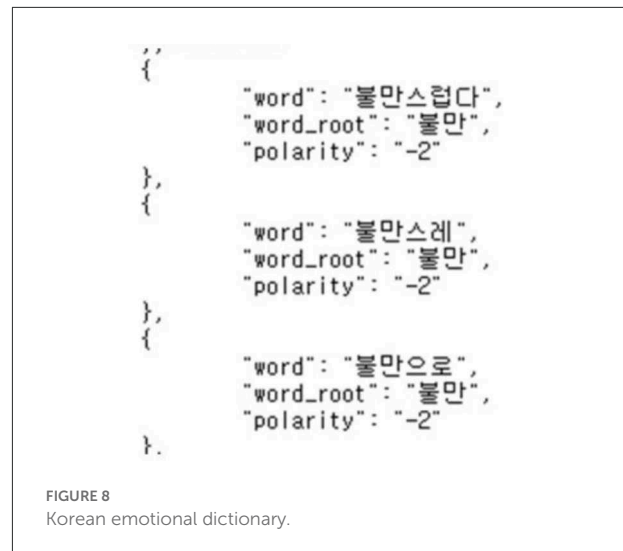 },
{
"word": "불만스럽다",
"word_root": "불만",
"polarity": "-2"
},
{
"word": "불만스레",
"word_root": "불만",
"polarity": "-2"
},
{
"word": "불만으로",
"word_root": "불만",
"polarity": "-2"
},
FIGURE 8
Korean emotional dictionary.